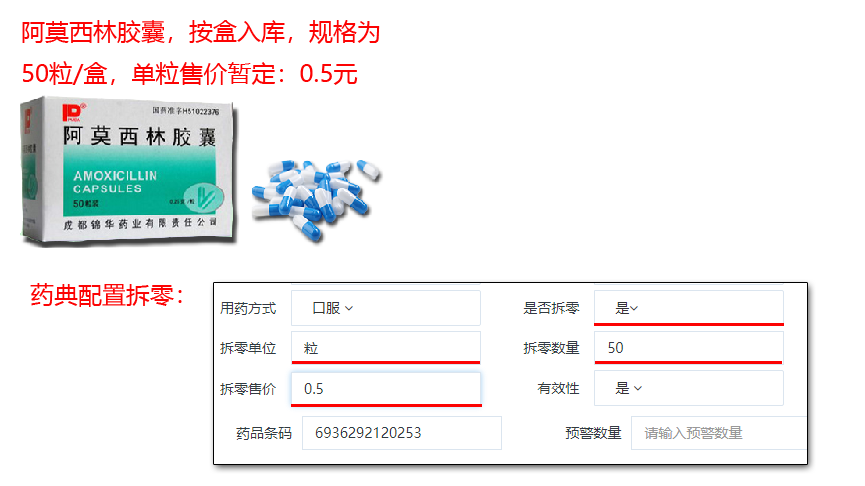 阿莫西林胶囊，按盒入库，规格为
50粒/盒，单粒售价暂定：0.5元
国药准字H51022376
阿莫西林胶囊
AMOXICILLIN
CAPSULES
50粒装
成都锦华药业有限责任公司
药典配置拆零：
用药方式 口服 是否拆零 是
拆零单位 粒 拆零数量 50
拆零售价 0.5 有效性 是
药品条码 6936292120253 预警数量 请输入预警数量